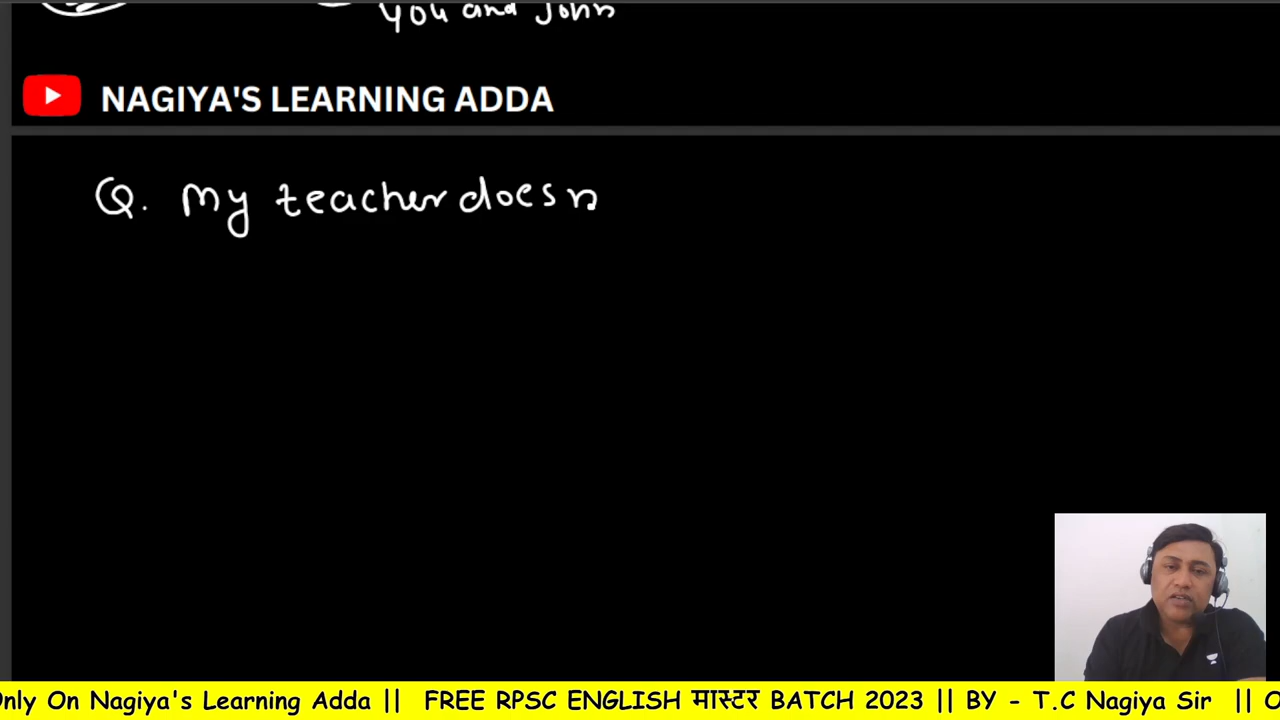 you and John
NAGIYA'S LEARNING ADDA
Q. My teacher doesn
Only On Nagiya's Learning Adda || FREE RPSC ENGLISH मास्टर BATCH 2023 || BY - T.C Nagiya Sir || O